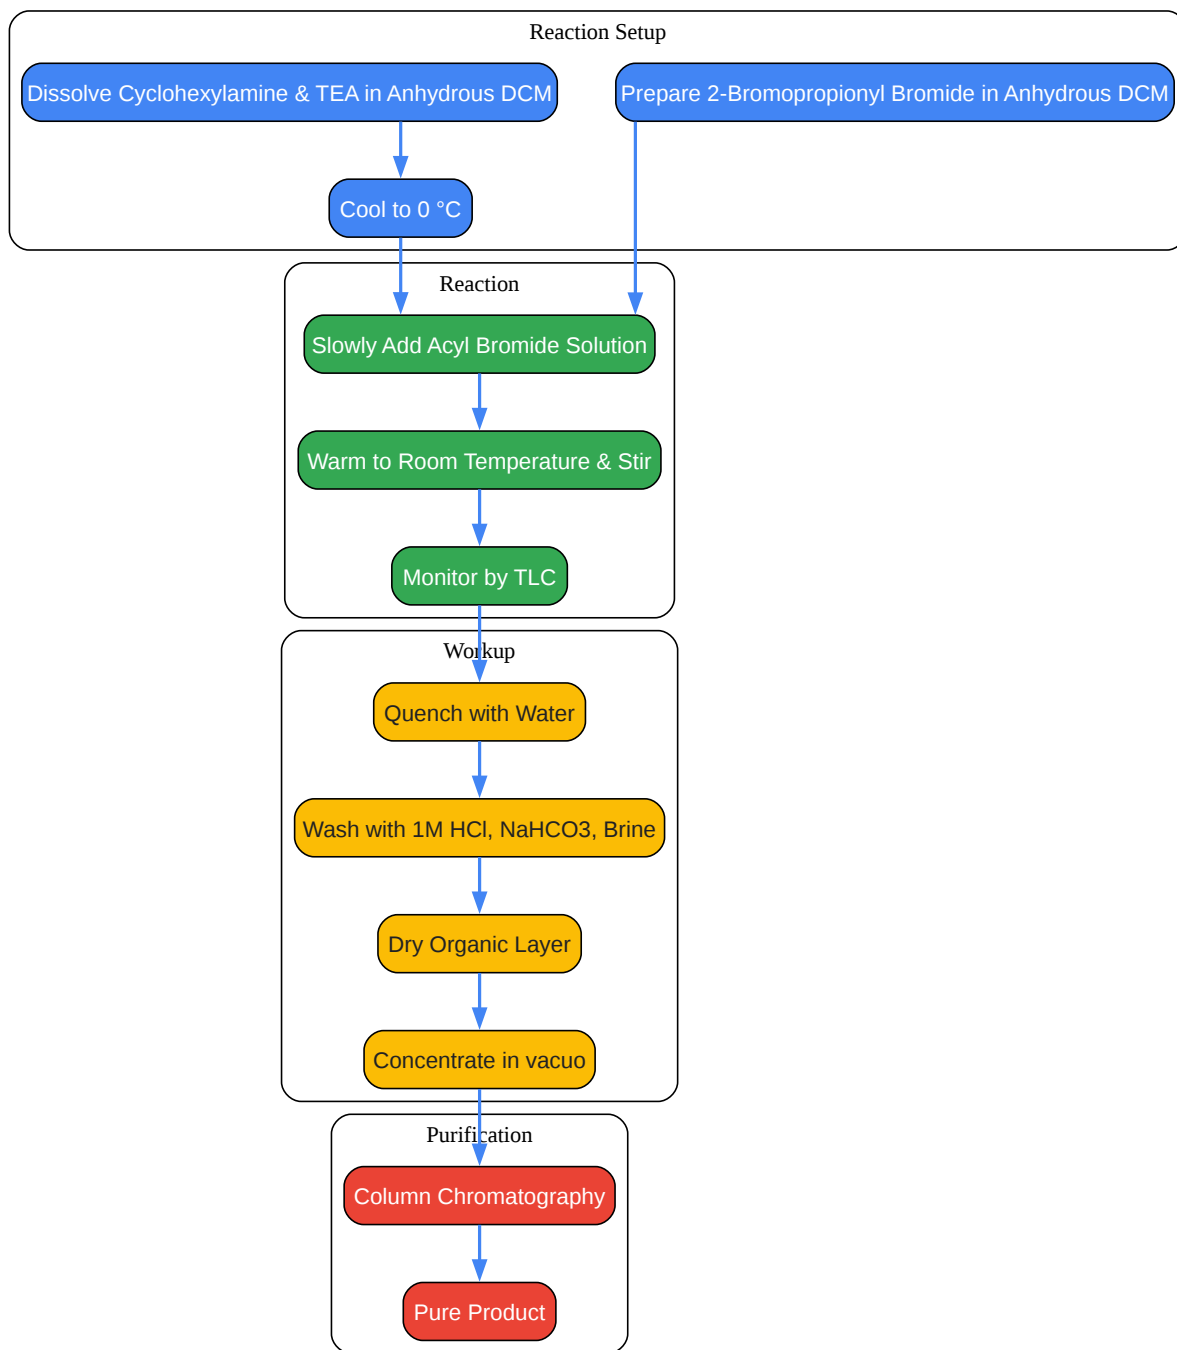 Reaction Setup
Dissolve Cyclohexylamine & TEA in Anhydrous DCM
Prepare 2-Bromopropionyl Bromide in Anhydrous DCM
Cool to 0 °C
Reaction
Slowly Add Acyl Bromide Solution
Warm to Room Temperature & Stir
Monitor by TLC
Workup
Quench with Water
Wash with 1M HCl, NaHCO3, Brine
Dry Organic Layer
Concentrate in vacuo
Purification
Column Chromatography
Pure Product